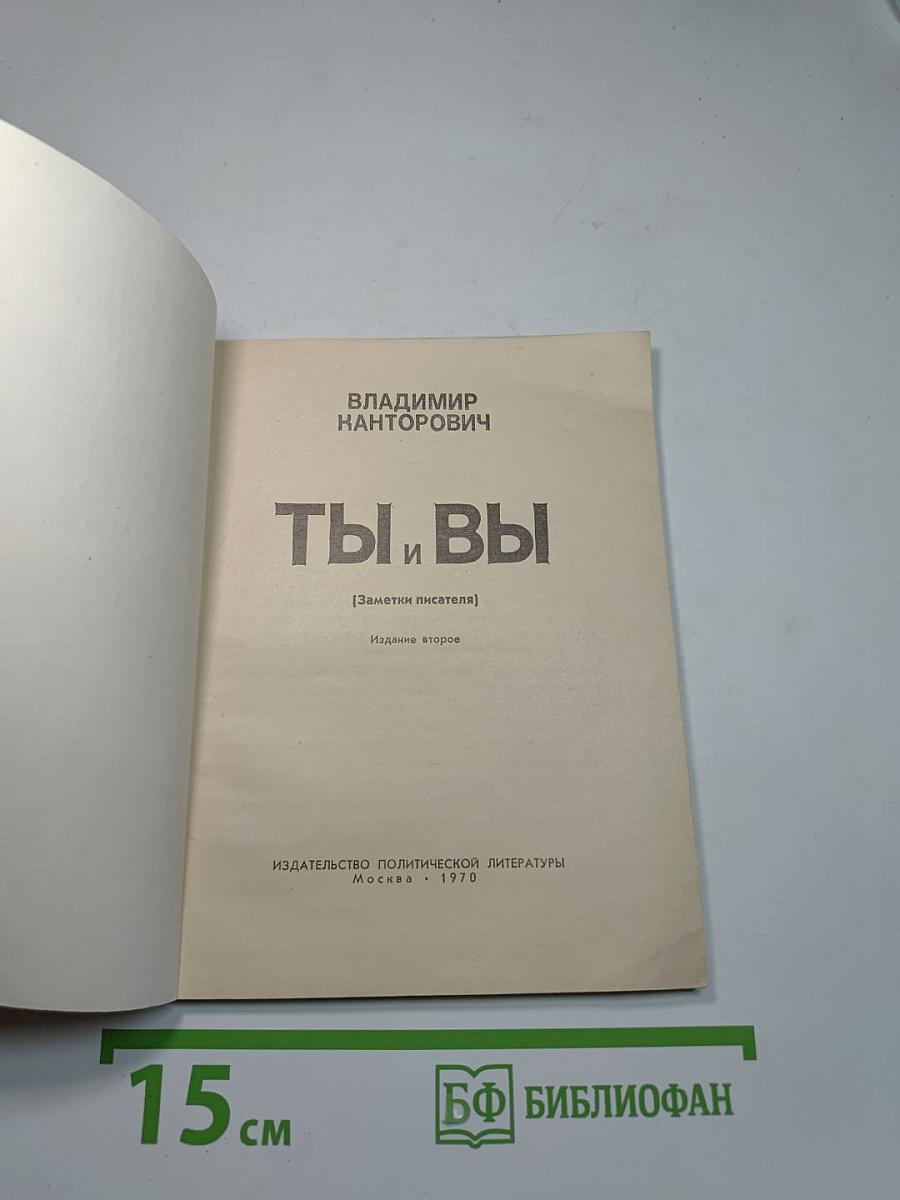 ВЛАДИМИР
КАНТОРОВИЧ
ТЫ и ВЫ
(Заметки писателя)
Издание второе
ИЗДАТЕЛЬСТВО ПОЛИТИЧЕСКОЙ ЛИТЕРАТУРЫ
Москва • 1970
15 см
БФ БИБЛИОФАН